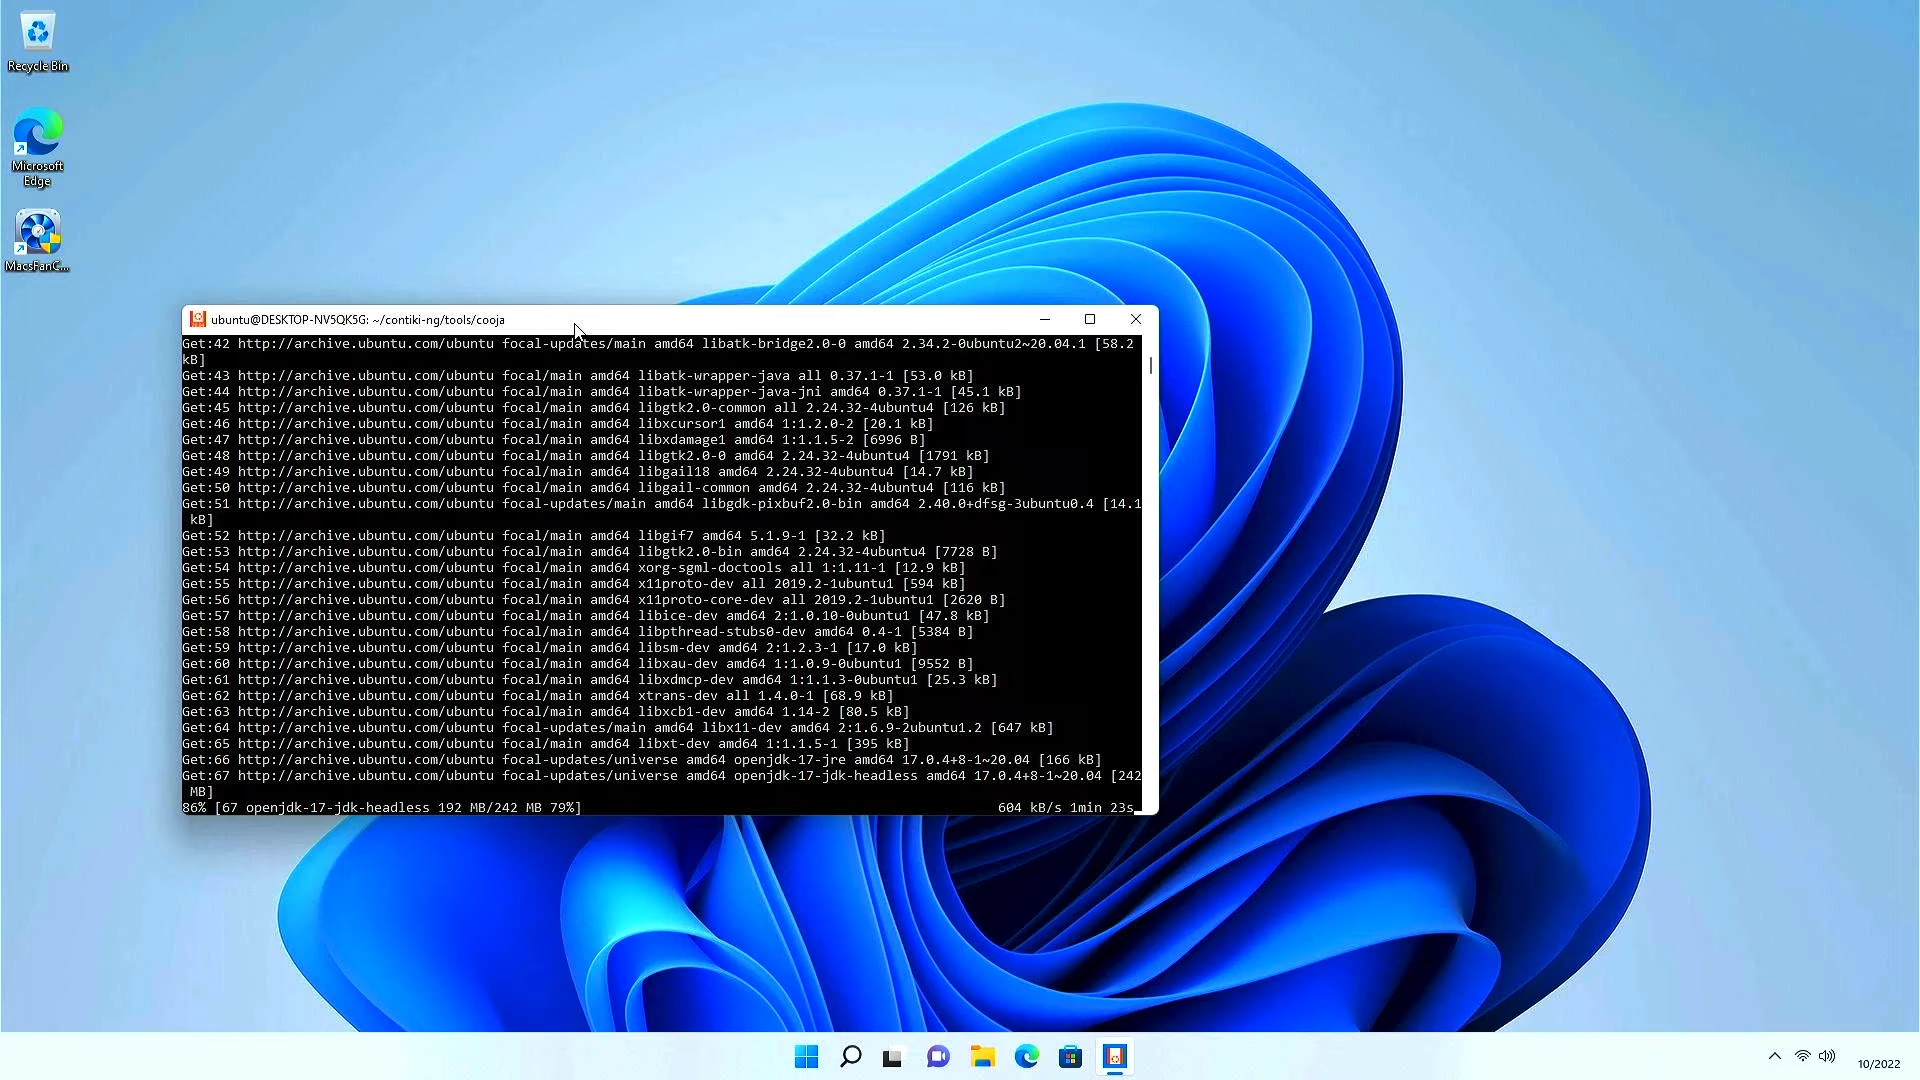 Recycle Bin
Microsoft
Edge
MacsFanC...
ubuntu@DESKTOP-NV5QK5G: ~/contiki-ng/tools/cooja
Get:42 http://archive.ubuntu.com/ubuntu focal-updates/main amd64 libatk-bridge2.0-0 amd64 2.34.2-0ubuntu2~20.04.1 [58.2
kB]
Get:43 http://archive.ubuntu.com/ubuntu focal/main amd64 libatk-wrapper-java all 0.37.1-1 [53.0 kB]
Get:44 http://archive.ubuntu.com/ubuntu focal/main amd64 libatk-wrapper-java-jni amd64 0.37.1-1 [45.1 kB]
Get:45 http://archive.ubuntu.com/ubuntu focal/main amd64 libgtk2.0-common all 2.24.32-4ubuntu4 [126 kB]
Get:46 http://archive.ubuntu.com/ubuntu focal/main amd64 libxcursor1 amd64 1:1.2.0-2 [20.1 kB]
Get:47 http://archive.ubuntu.com/ubuntu focal/main amd64 libxdamage1 amd64 1:1.1.5-2 [6996 B]
Get:48 http://archive.ubuntu.com/ubuntu focal/main amd64 libgtk2.0-0 amd64 2.24.32-4ubuntu4 [1791 kB]
Get:49 http://archive.ubuntu.com/ubuntu focal/main amd64 libgail18 amd64 2.24.32-4ubuntu4 [14.7 kB]
Get:50 http://archive.ubuntu.com/ubuntu focal/main amd64 libgail-common amd64 2.24.32-4ubuntu4 [116 kB]
Get:51 http://archive.ubuntu.com/ubuntu focal-updates/main amd64 libgdk-pixbuf2.0-bin amd64 2.40.0+dfsg-3ubuntu0.4 [14.1
kB]
Get:52 http://archive.ubuntu.com/ubuntu focal/main amd64 libgif7 amd64 5.1.9-1 [32.2 kB]
Get:53 http://archive.ubuntu.com/ubuntu focal/main amd64 libgtk2.0-bin amd64 2.24.32-4ubuntu4 [7728 B]
Get:54 http://archive.ubuntu.com/ubuntu focal/main amd64 xorg-sgml-doctools all 1:1.11-1 [12.9 kB]
Get:55 http://archive.ubuntu.com/ubuntu focal/main amd64 x11proto-dev all 2019.2-1ubuntu1 [594 kB]
Get:56 http://archive.ubuntu.com/ubuntu focal/main amd64 x11proto-core-dev all 2019.2-1ubuntu1 [2620 B]
Get:57 http://archive.ubuntu.com/ubuntu focal/main amd64 libice-dev amd64 2:1.0.10-0ubuntu1 [47.8 kB]
Get:58 http://archive.ubuntu.com/ubuntu focal/main amd64 libpthread-stubs0-dev amd64 0.4-1 [5384 B]
Get:59 http://archive.ubuntu.com/ubuntu focal/main amd64 libsm-dev amd64 2:1.2.3-1 [17.0 kB]
Get:60 http://archive.ubuntu.com/ubuntu focal/main amd64 libxau-dev amd64 1:1.0.9-0ubuntu1 [9552 B]
Get:61 http://archive.ubuntu.com/ubuntu focal/main amd64 libxdmcp-dev amd64 1:1.1.3-0ubuntu1 [25.3 kB]
Get:62 http://archive.ubuntu.com/ubuntu focal/main amd64 xtrans-dev all 1.4.0-1 [68.9 kB]
Get:63 http://archive.ubuntu.com/ubuntu focal/main amd64 libxcb1-dev amd64 1.14-2 [80.5 kB]
Get:64 http://archive.ubuntu.com/ubuntu focal-updates/main amd64 libx11-dev amd64 2:1.6.9-2ubuntu1.2 [647 kB]
Get:65 http://archive.ubuntu.com/ubuntu focal/main amd64 libxt-dev amd64 1:1.1.5-1 [395 kB]
Get:66 http://archive.ubuntu.com/ubuntu focal-updates/universe amd64 openjdk-17-jre amd64 17.0.4+8-1~20.04 [166 kB]
Get:67 http://archive.ubuntu.com/ubuntu focal-updates/universe amd64 openjdk-17-jdk-headless amd64 17.0.4+8-1~20.04 [242
MB]
86% [67 openjdk-17-jdk-headless 192 MB/242 MB 79%] 604 kB/s 1min 23s
10/2022